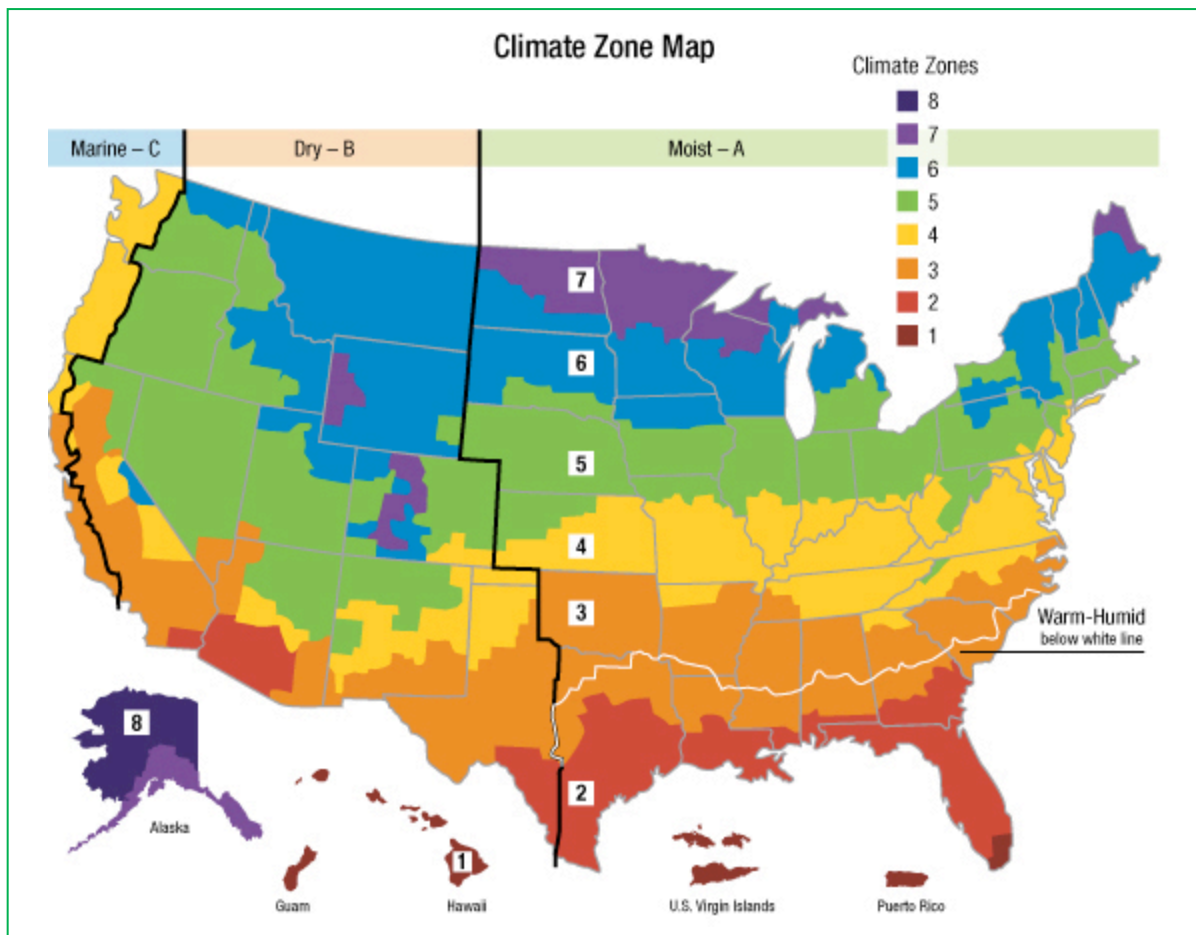 Climate Zone Map
Climate Zones
8
7
6
5
4
3
2
1
Marine – C
Dry – B
Moist – A
7
6
5
4
3
2
Warm-Humid
below white line
8
Alaska
Guam
1
Hawaii
U.S. Virgin Islands
Puerto Rico